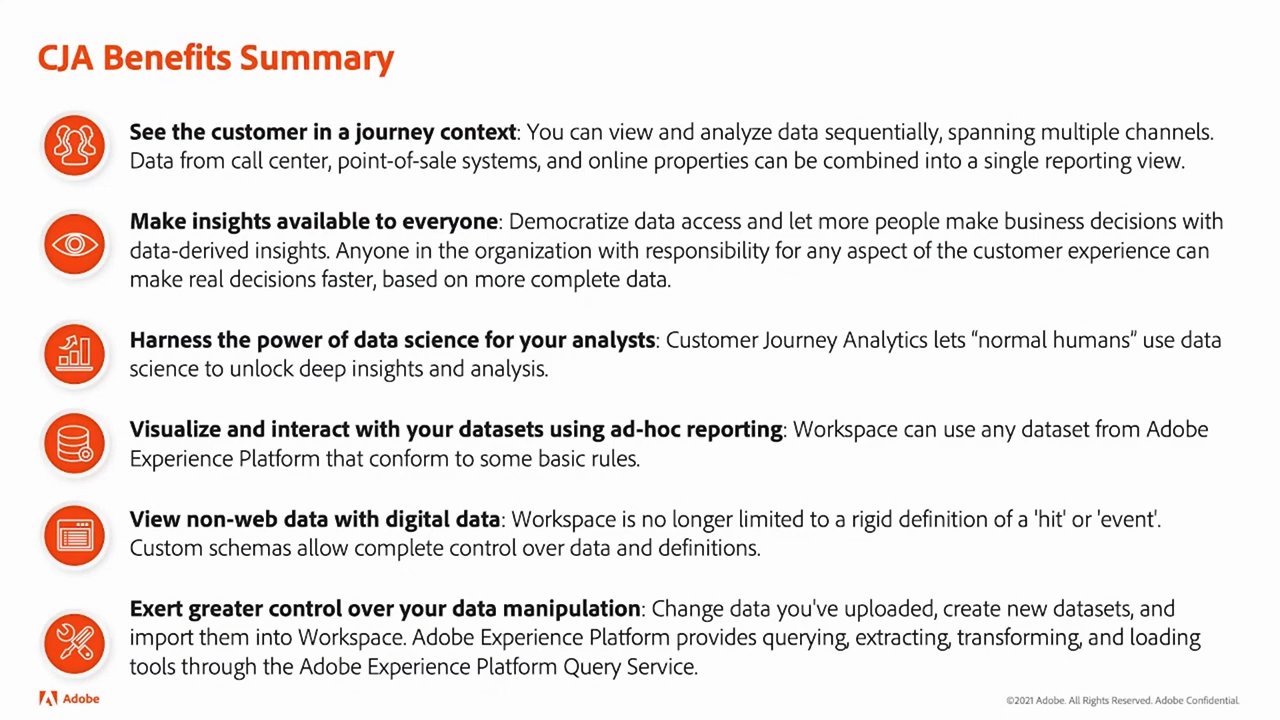 CJA Benefits Summary
See the customer in a journey context: You can view and analyze data sequentially, spanning multiple channels.
Data from call center, point-of-sale systems, and online properties can be combined into a single reporting view.
Make insights available to everyone: Democratize data access and let more people make business decisions with
data-derived insights. Anyone in the organization with responsibility for any aspect of the customer experience can
make real decisions faster, based on more complete data.
Harness the power of data science for your analysts: Customer Journey Analytics lets “normal humans” use data
science to unlock deep insights and analysis.
Visualize and interact with your datasets using ad-hoc reporting: Workspace can use any dataset from Adobe
Experience Platform that conform to some basic rules.
View non-web data with digital data: Workspace is no longer limited to a rigid definition of a 'hit' or 'event'.
Custom schemas allow complete control over data and definitions.
Exert greater control over your data manipulation: Change data you've uploaded, create new datasets, and
import them into Workspace. Adobe Experience Platform provides querying, extracting, transforming, and loading
tools through the Adobe Experience Platform Query Service.
Adobe
©2021 Adobe. All Rights Reserved. Adobe Confidential.